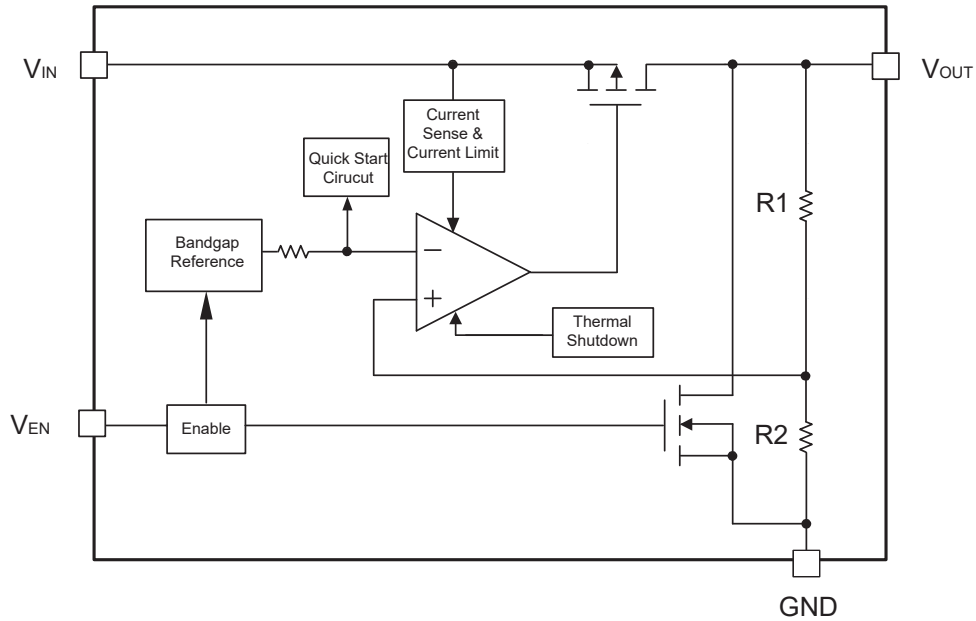 VIN
VOUT
Current
Sense &
Current Limit
Quick Start
Cirucut
R1
Bandgap
Reference
−
+
Thermal
Shutdown
VEN
Enable
R2
GND